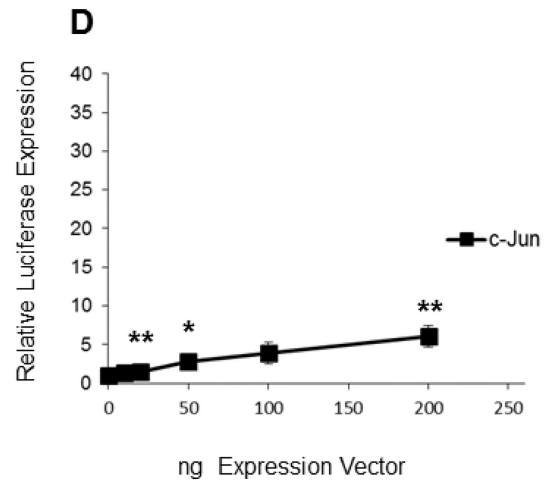 D
Relative Luciferase Expression
40
35
30
25
20
15
10
5
0
** * **
c-Jun
0 50 100 150 200 250
ng Expression Vector